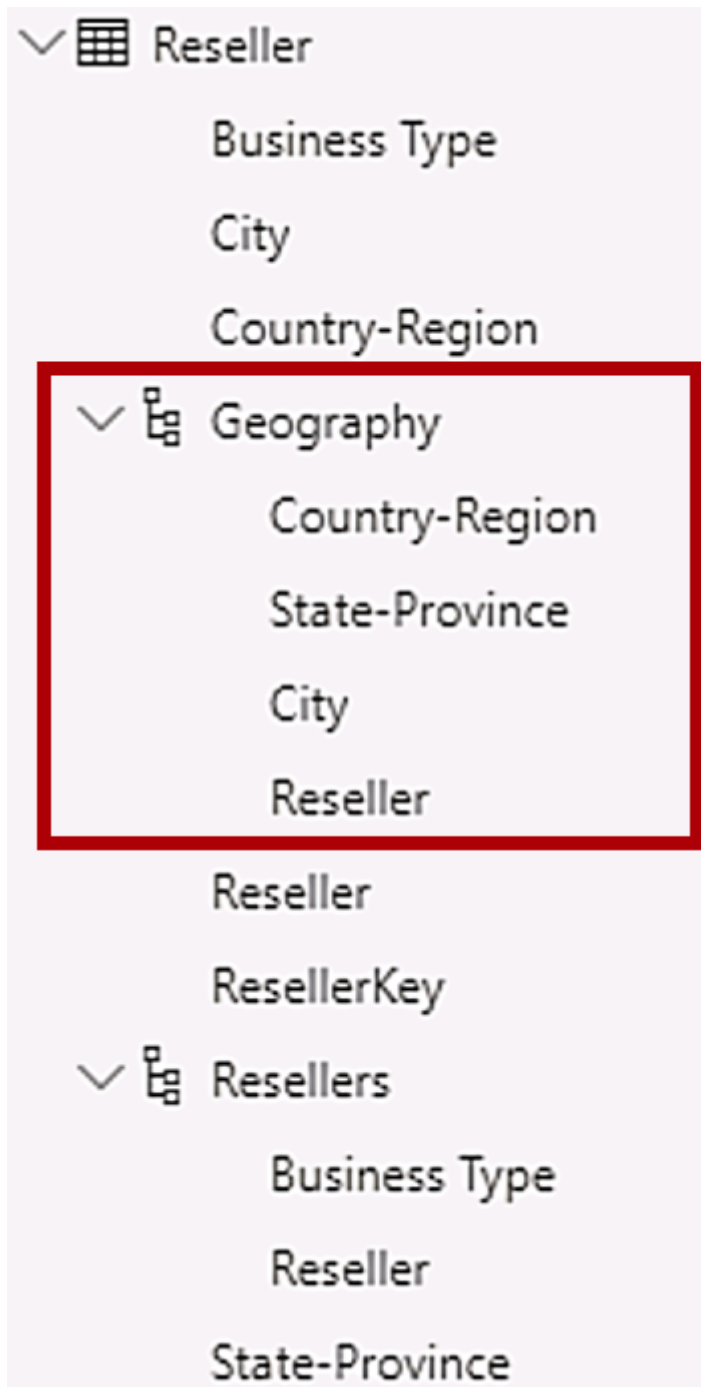 Reseller
Business Type
City
Country-Region
Geography
Country-Region
State-Province
City
Reseller
Reseller
ResellerKey
Resellers
Business Type
Reseller
State-Province